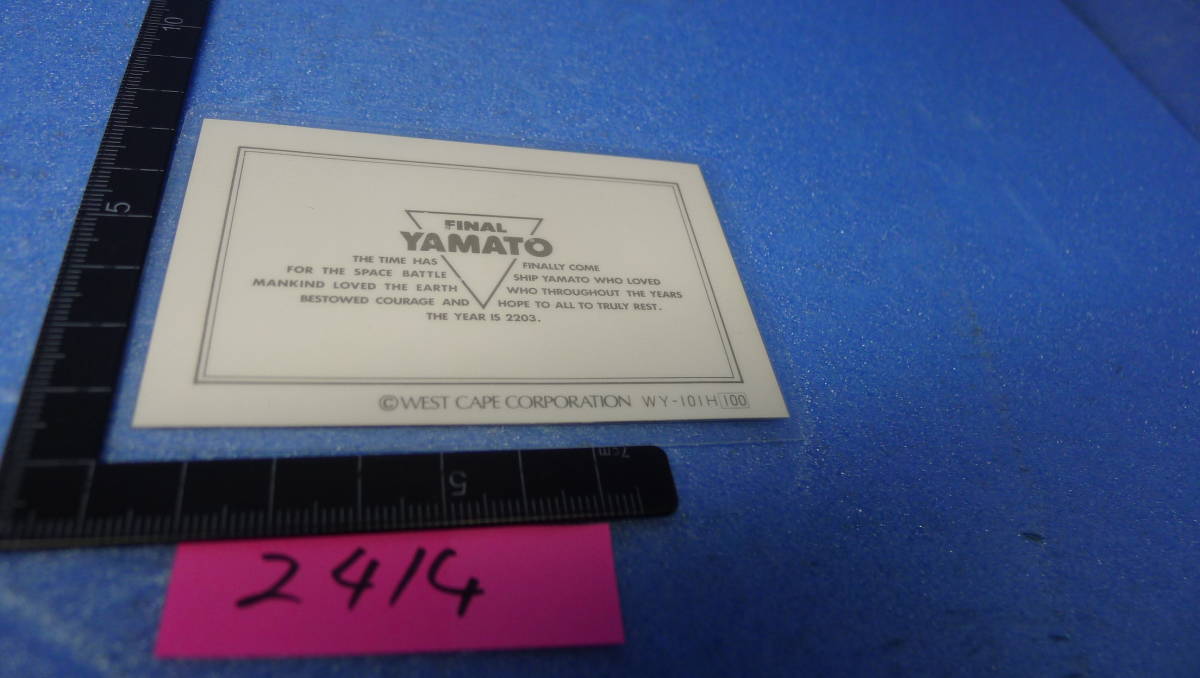 10
5
FINAL
YAMATO
THE TIME HAS FINALLY COME
FOR THE SPACE BATTLE SHIP YAMATO WHO LOVED
MANKIND LOVED THE EARTH WHO THROUGHOUT THE YEARS
BESTOWED COURAGE AND HOPE TO ALL TO TRULY REST.
THE YEAR IS 2203.
©WEST CAPE CORPORATION WY-101H 100
5
7cm
2414